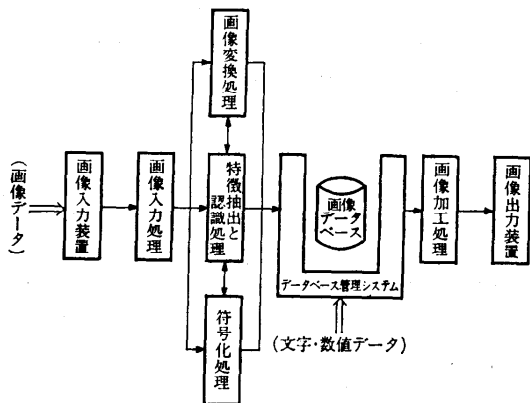 画像変換処理
(画像データ)
画像入力装置
画像入力処理
特徴抽出と
認識処理
画像
データ
ベース
データベース管理システム
画像加工処理
画像出力装置
符号化処理
(文字・数値データ)